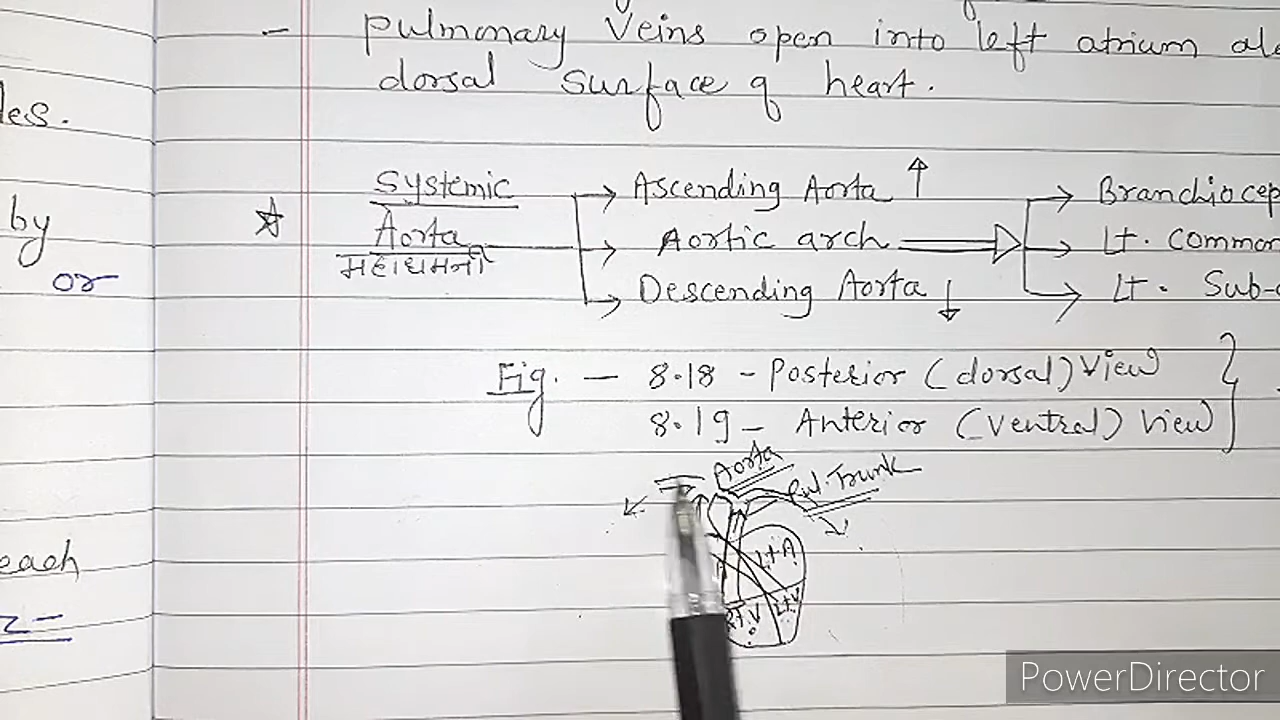 - Pulmonary Veins open into left atrium
dorsal surface of heart.
les.
Systemic → Ascending Aorta ↑ → Branchiocep
by ☆ Aorta → Aortic arch ⇒ → Lt. Common
महाधमनी
or → Descending Aorta ↓ → Lt. Sub-
Fig. - 8.18 - Posterior (dorsal) View
8.19 - Anterior (Ventral) View
Aorta
Pul. Trunk
Lt A
each
Rt. V Lt. V
PowerDirector